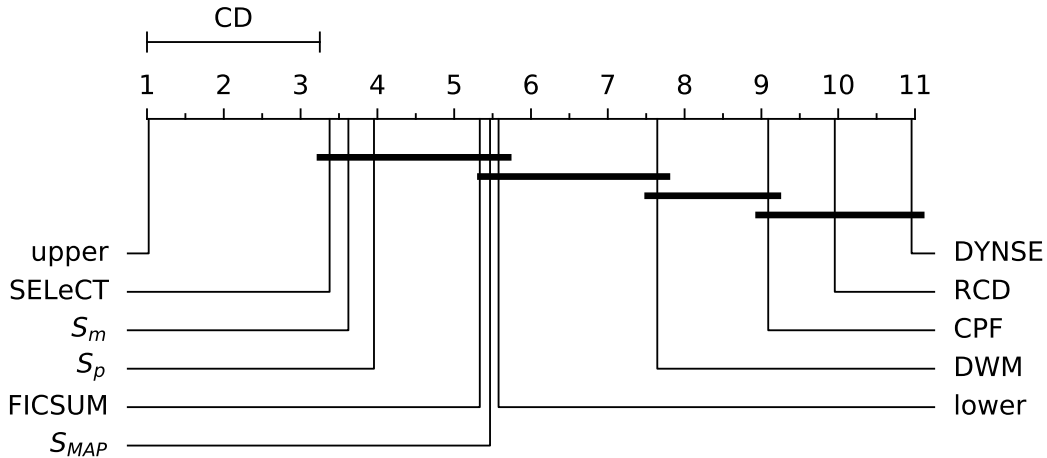 CD
1 2 3 4 5 6 7 8 9 10 11
upper
DYNSE
SELeCT
RCD
S_m
CPF
S_p
DWM
FICSUM
lower
S_MAP